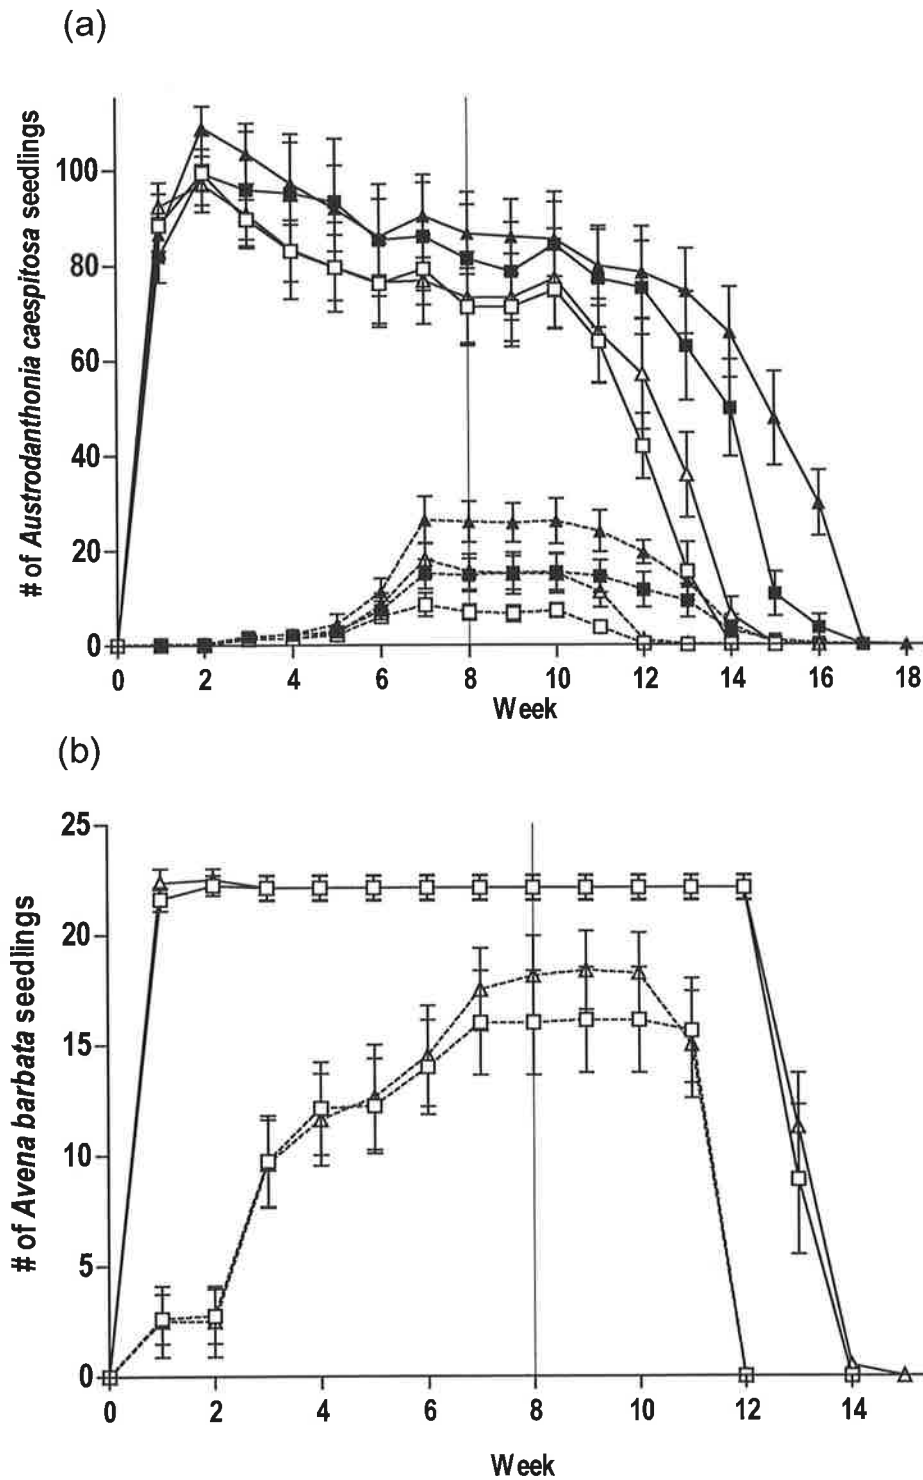 (a)
# of Austrodanthonia caespitosa seedlings
100
80
60
40
20
0
0 2 4 6 8 10 12 14 16 18
Week
(b)
# of Avena barbata seedlings
25
20
15
10
5
0
0 2 4 6 8 10 12 14
Week